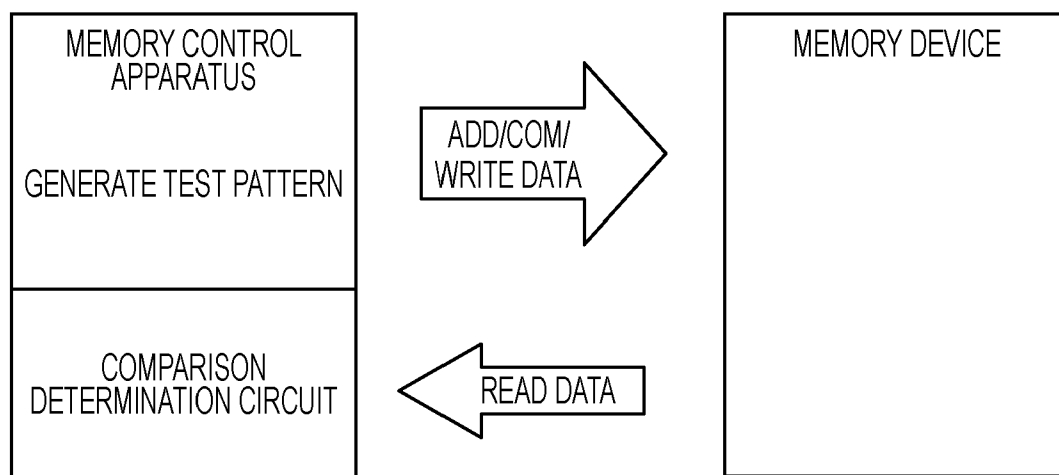 MEMORY CONTROL
APPARATUS
GENERATE TEST PATTERN
COMPARISON
DETERMINATION CIRCUIT
ADD/COM/
WRITE DATA
READ DATA
MEMORY DEVICE